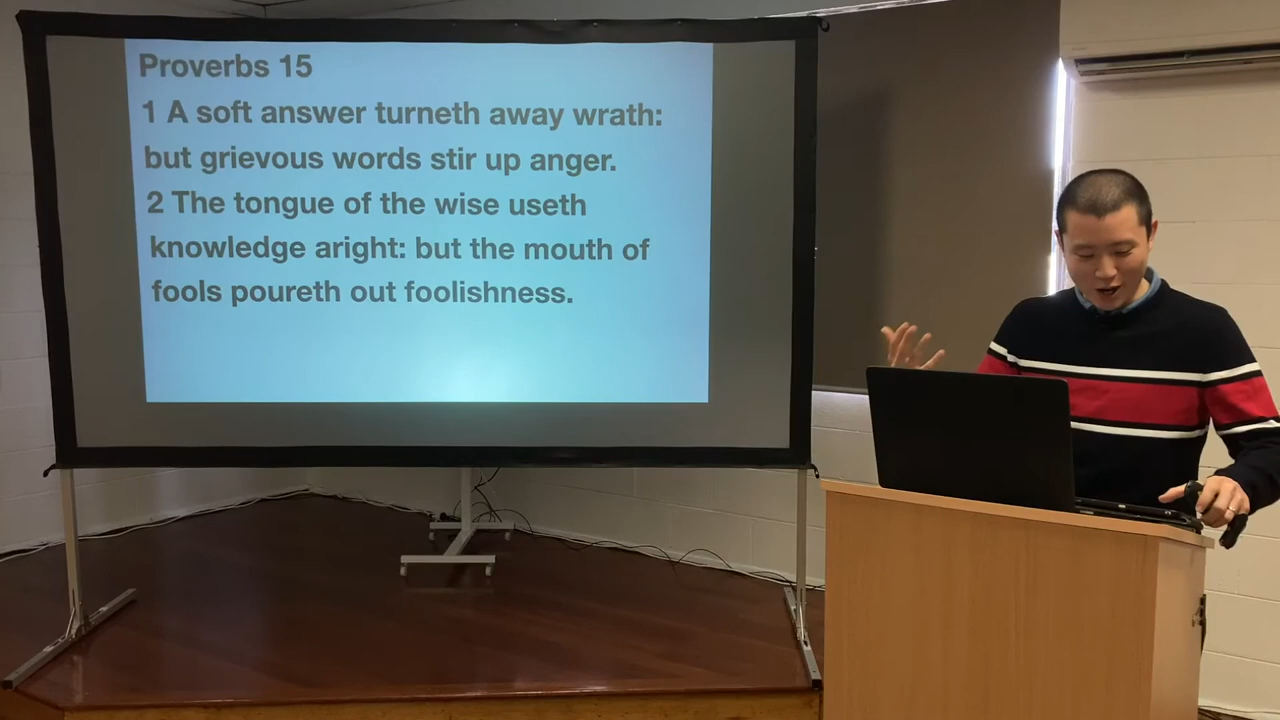 Proverbs 15
1 A soft answer turneth away wrath:
but grievous words stir up anger.
2 The tongue of the wise useth
knowledge aright: but the mouth of
fools poureth out foolishness.